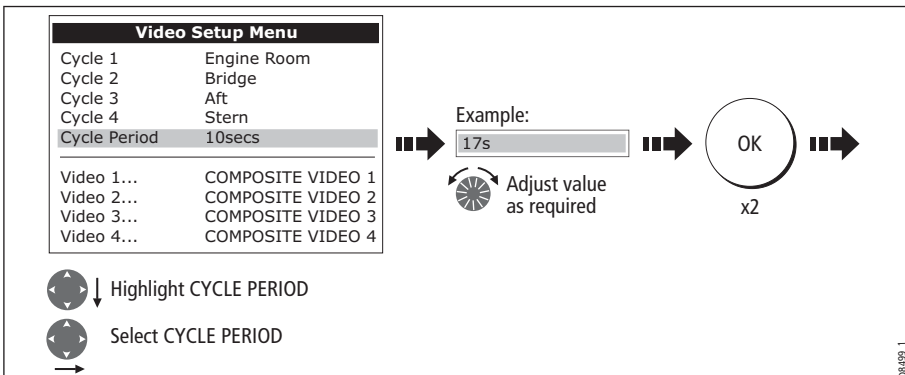 Video Setup Menu
Cycle 1 Engine Room
Cycle 2 Bridge
Cycle 3 Aft
Cycle 4 Stern
Cycle Period 10secs
Video 1... COMPOSITE VIDEO 1
Video 2... COMPOSITE VIDEO 2
Video 3... COMPOSITE VIDEO 3
Video 4... COMPOSITE VIDEO 4
Example:
17s
Adjust value
as required
OK
x2
Highlight CYCLE PERIOD
Select CYCLE PERIOD